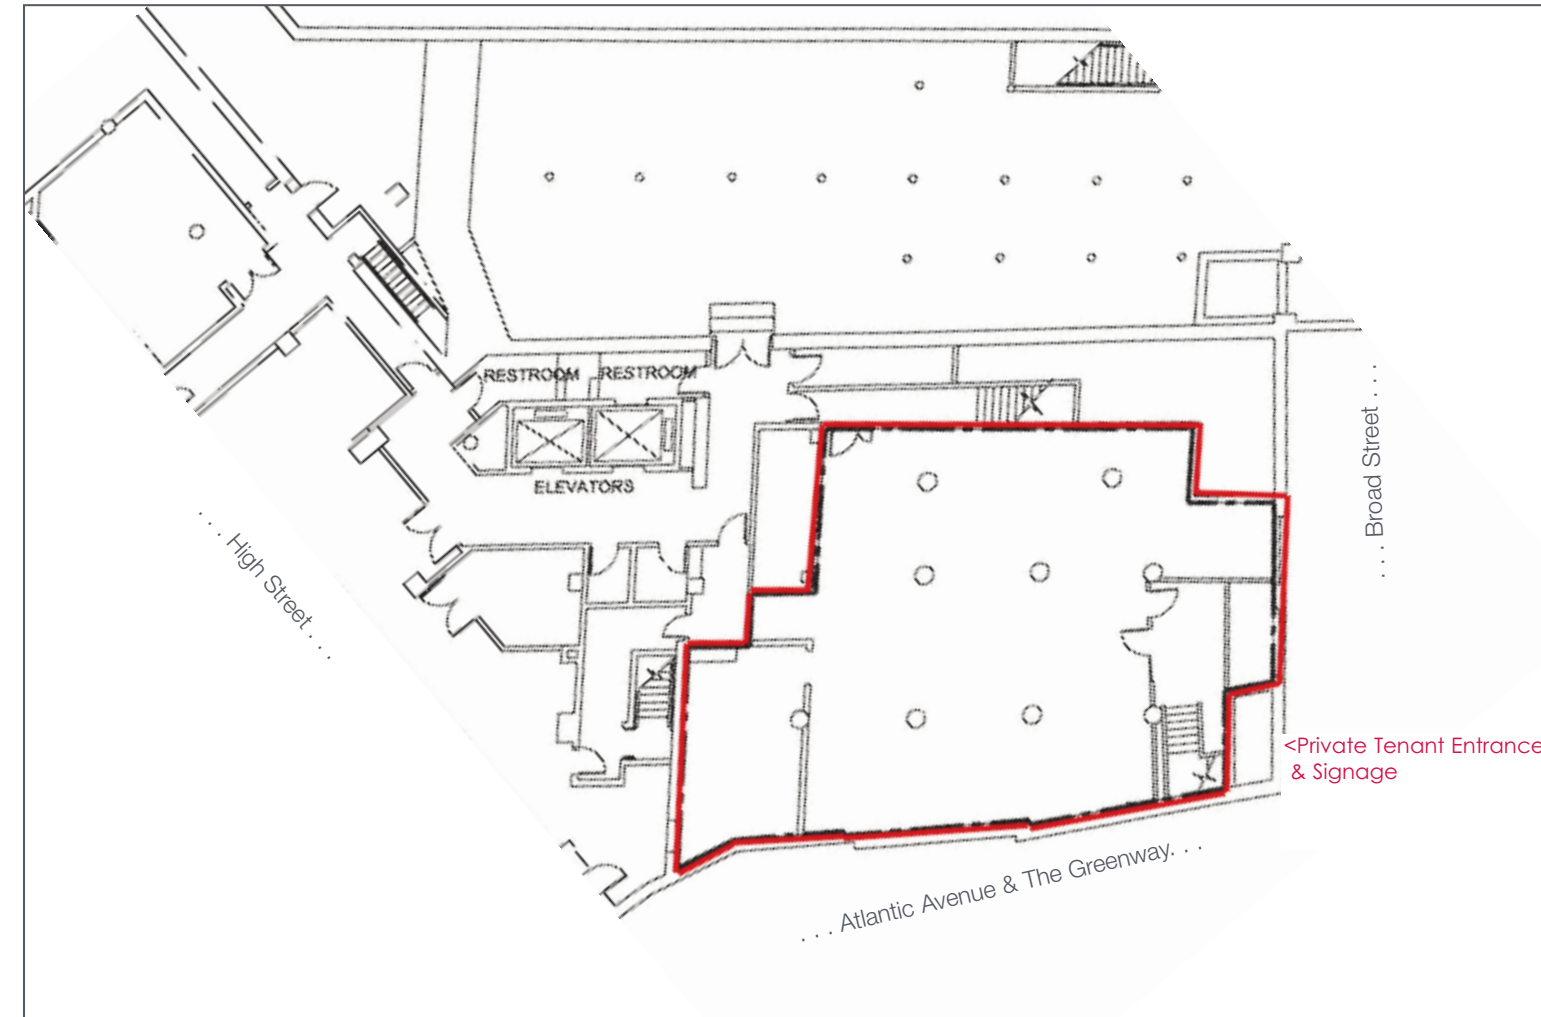 RESTROOM RESTROOM
ELEVATORS
. . . High Street . . .
. . . Broad Street . . .
<Private Tenant Entrance
& Signage
. . . Atlantic Avenue & The Greenway. . .